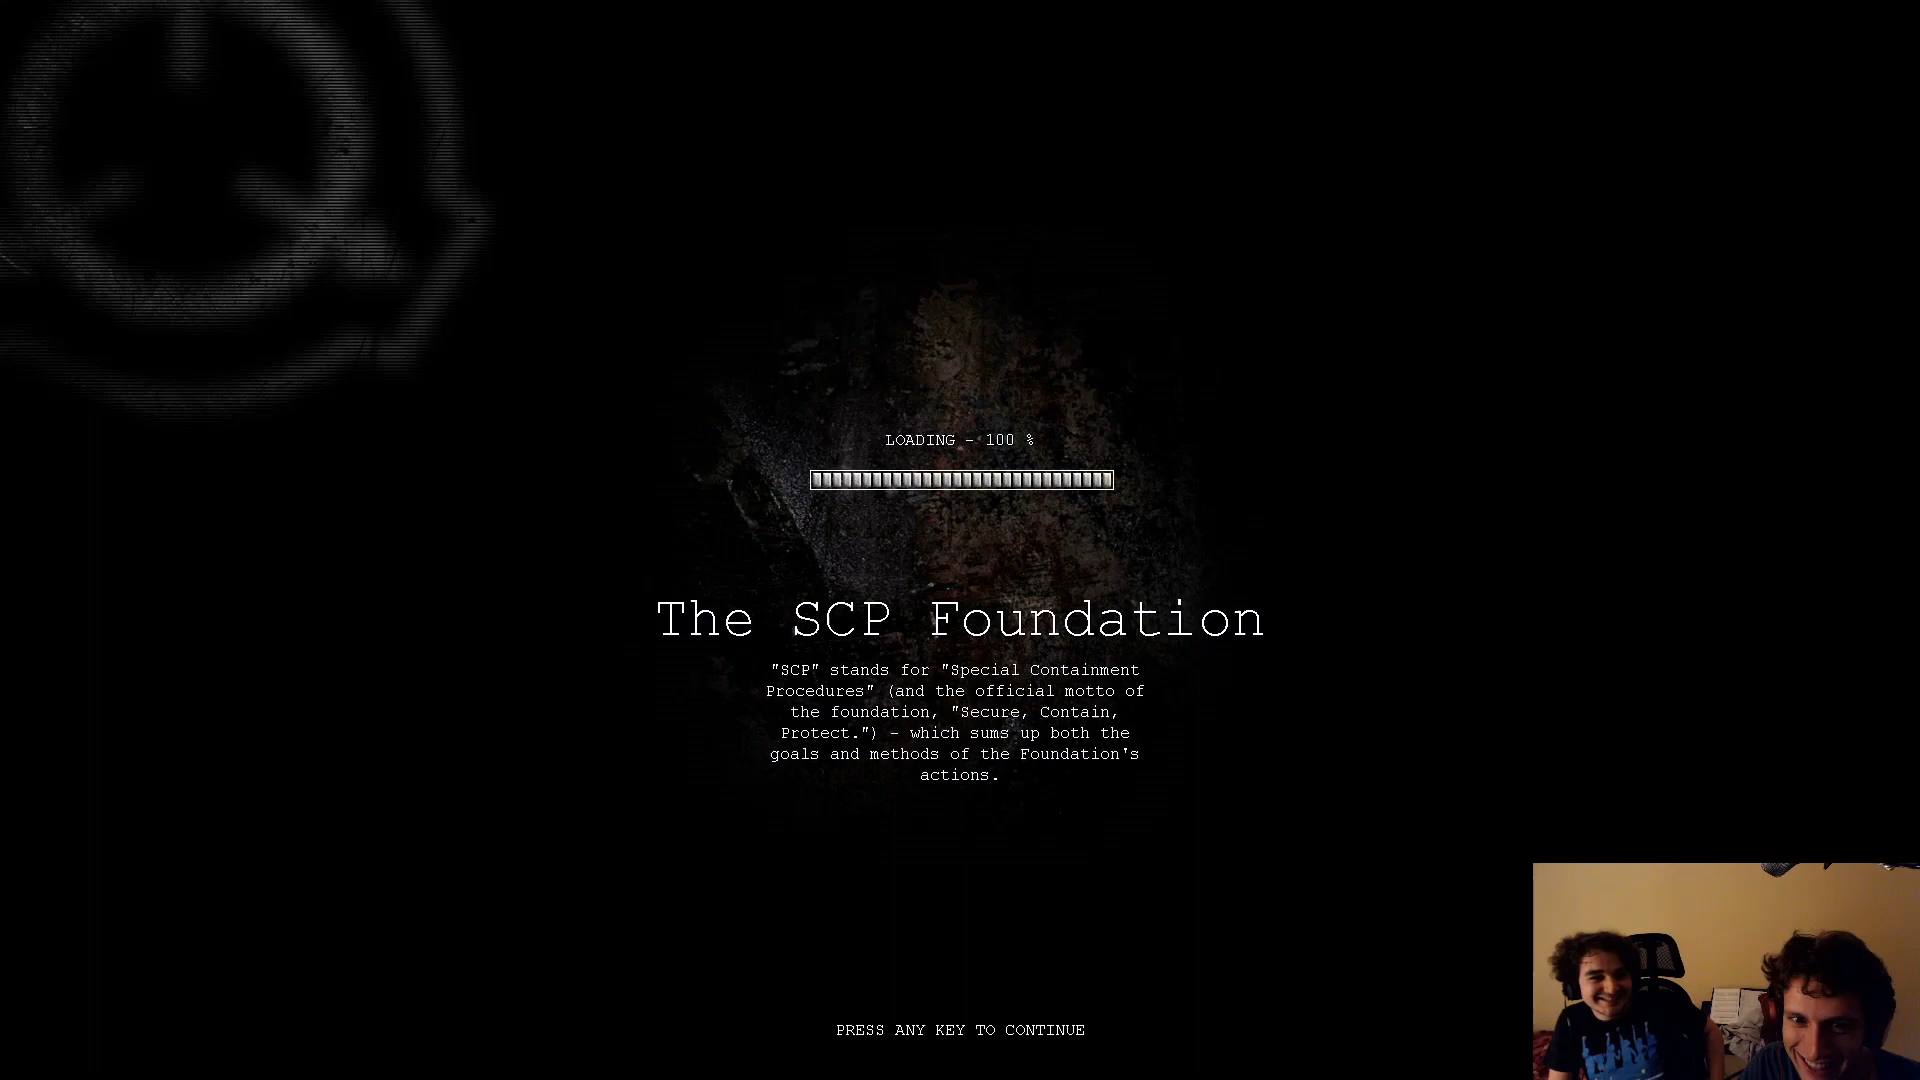 LOADING - 100 %
The SCP Foundation
"SCP" stands for "Special Containment
Procedures" (and the official motto of
the foundation, "Secure, Contain,
Protect.") - which sums up both the
goals and methods of the Foundation's
actions.
PRESS ANY KEY TO CONTINUE